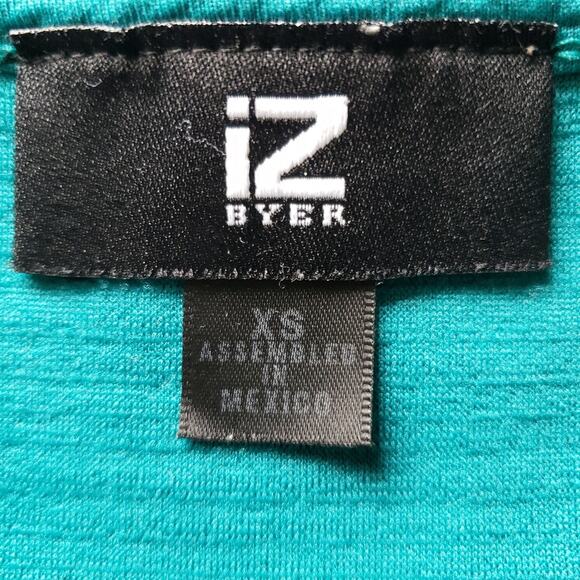 iZ
BYER
XS
ASSEMBLED
IN
MEXICO